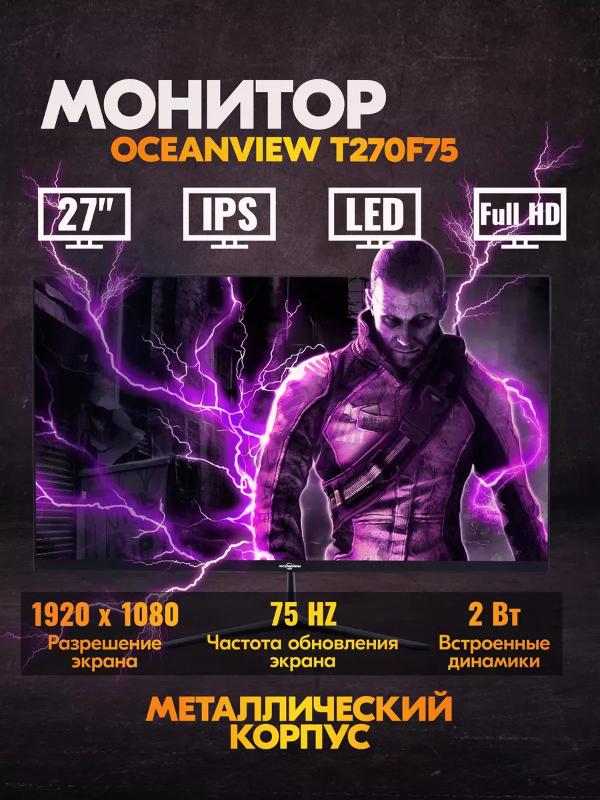 МОНИТОР
OCEANVIEW T270F75
27" IPS LED Full HD
OCEANVIEW
1920 x 1080 75 HZ 2 Вт
Разрешение Частота обновления Встроенные
экрана экрана динамики
МЕТАЛЛИЧЕСКИЙ
КОРПУС